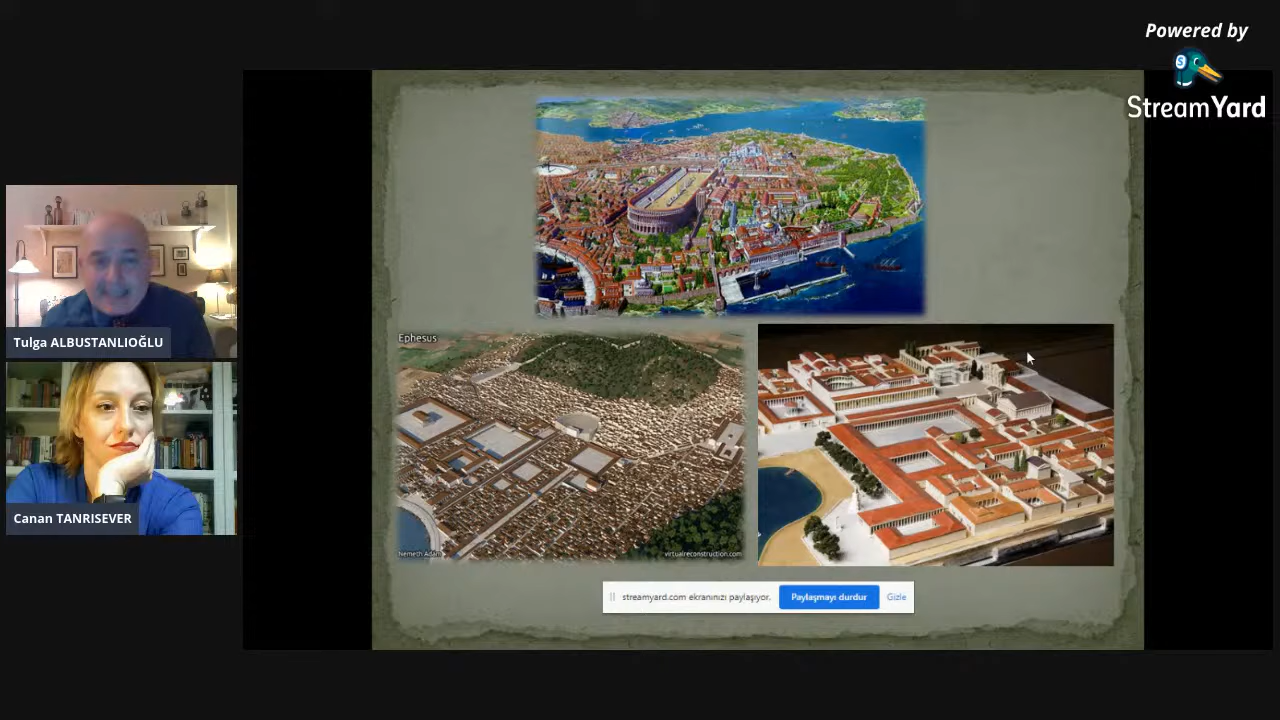 Powered by
StreamYard
Tulga ALBUSTANLIOĞLU
Canan TANRISEVER
Ephesus
Nemeth Adam
virtualreconstruction.com
streamyard.com ekranınızı paylaşıyor.
Paylaşmayı durdur
Gizle